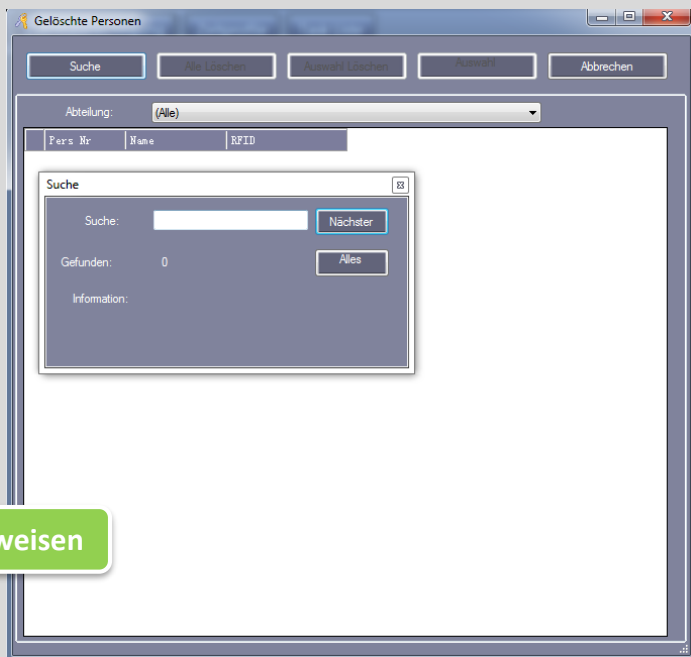 Gelöschte Personen
Suche Alle Löschen Auswahl Löschen Auswahl Abbrechen
Abteilung: (Alle)
Pers Nr Name RFID
Suche
Suche: Nächster
Gefunden: 0 Alles
Information:
weisen